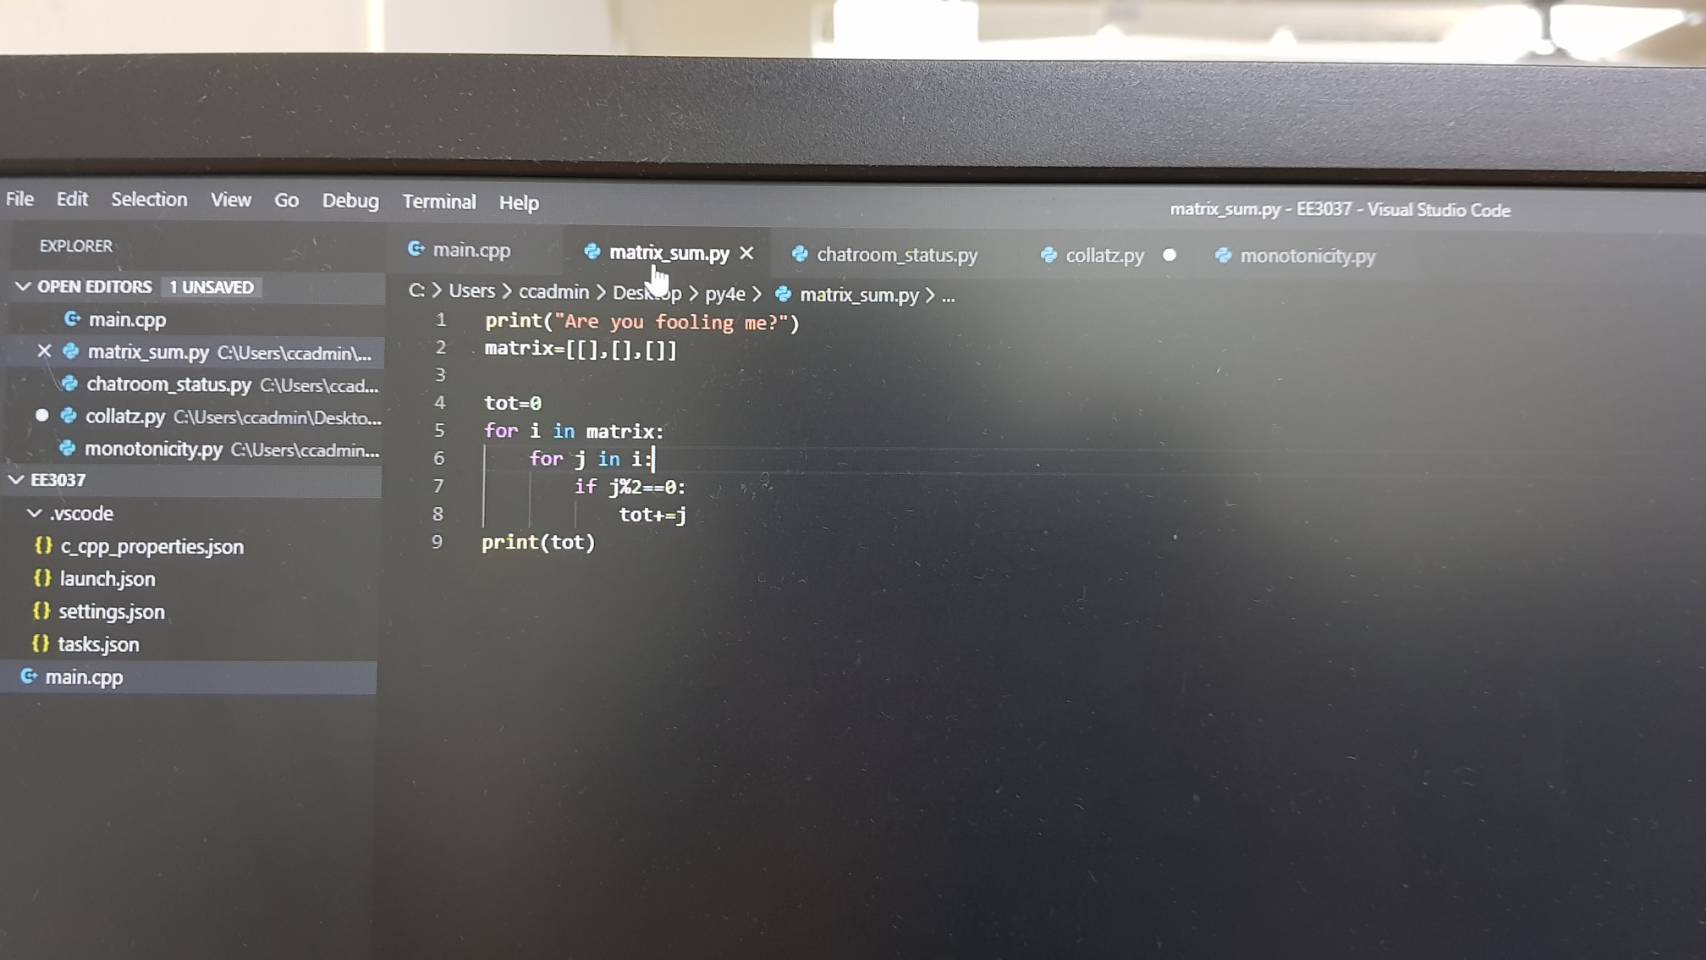 File Edit Selection View Go Debug Terminal Help
matrix_sum.py - EE3037 - Visual Studio Code
EXPLORER
OPEN EDITORS 1 UNSAVED
main.cpp
matrix_sum.py C:\Users\ccadmin\...
chatroom_status.py C:\Users\ccad...
collatz.py C:\Users\ccadmin\Deskto...
monotonicity.py C:\Users\ccadmin...
EE3037
.vscode
{} c_cpp_properties.json
{} launch.json
{} settings.json
{} tasks.json
main.cpp
main.cpp matrix_sum.py chatroom_status.py collatz.py monotonicity.py
C: > Users > ccadmin > Desktop > py4e > matrix_sum.py > ...
1 print("Are you fooling me?")
2 matrix=[[],[],[]]
3
4 tot=0
5 for i in matrix:
6     for j in i:
7         if j%2==0:
8             tot+=j
9 print(tot)